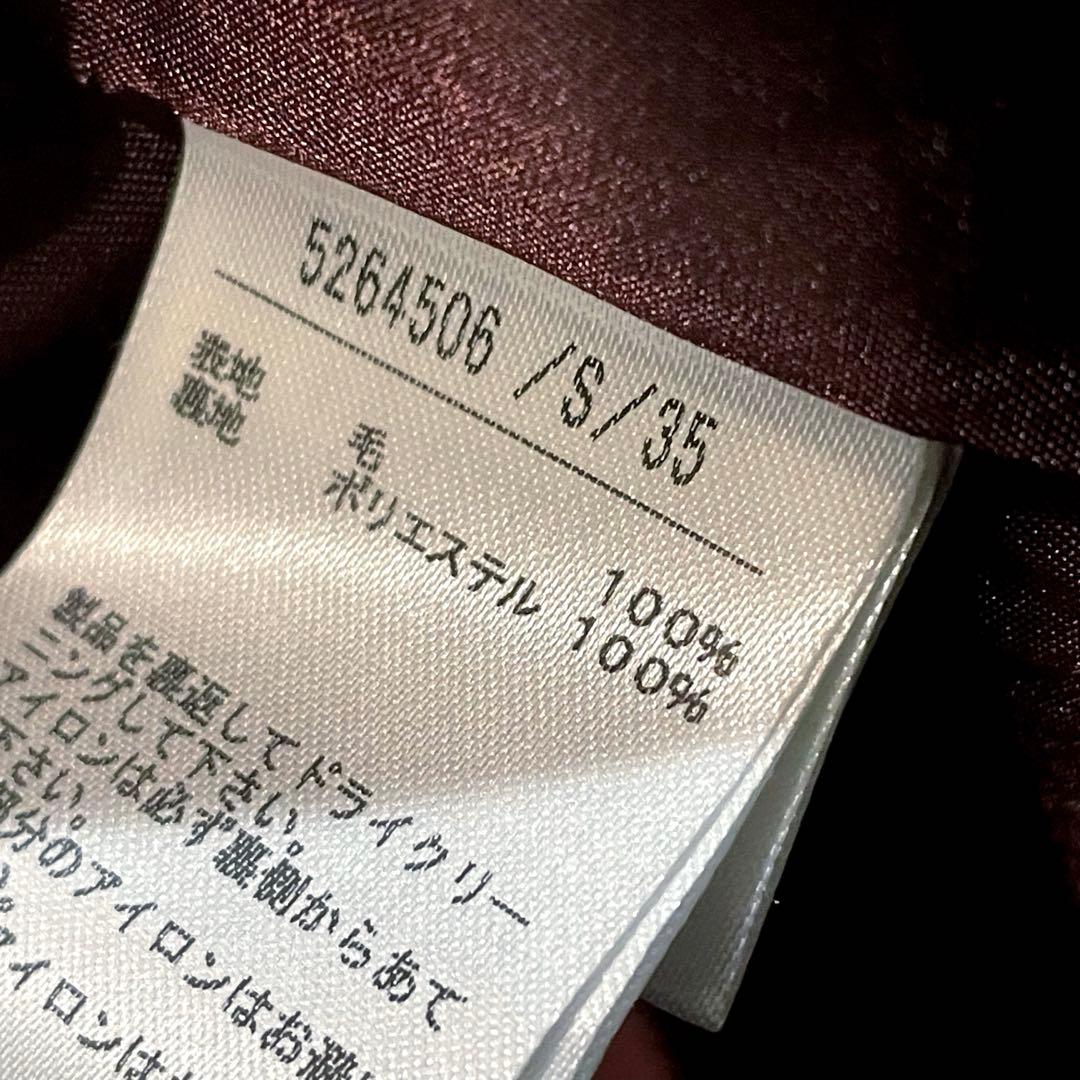 5264506 /S/35
表地 毛 100%
裏地 ポリエステル 100%
製品を裏返してドライクリー
ニングして下さい。
アイロンは必ず裏側からあて
下さい。
部分のアイロンはお避
アイロンは